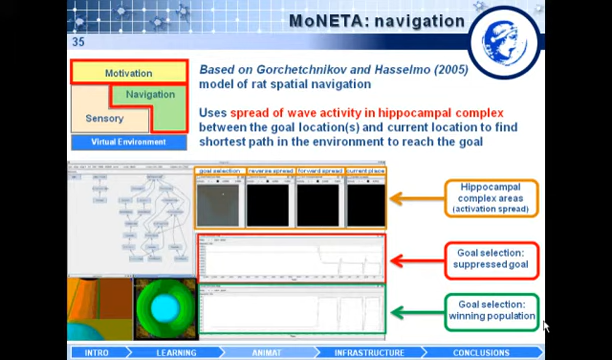 MoNETA: navigation
35
Motivation
Navigation
Sensory
Virtual Environment
Based on Gorchetchnikov and Hasselmo (2005)
model of rat spatial navigation
Uses spread of wave activity in hippocampal complex
between the goal location(s) and current location to find
shortest path in the environment to reach the goal
goal selection reverse spread forward spread current place
Hippocampal
complex areas
(activation spread)
Goal selection:
suppressed goal
Goal selection:
winning population
INTRO LEARNING ANIMAT INFRASTRUCTURE CONCLUSIONS